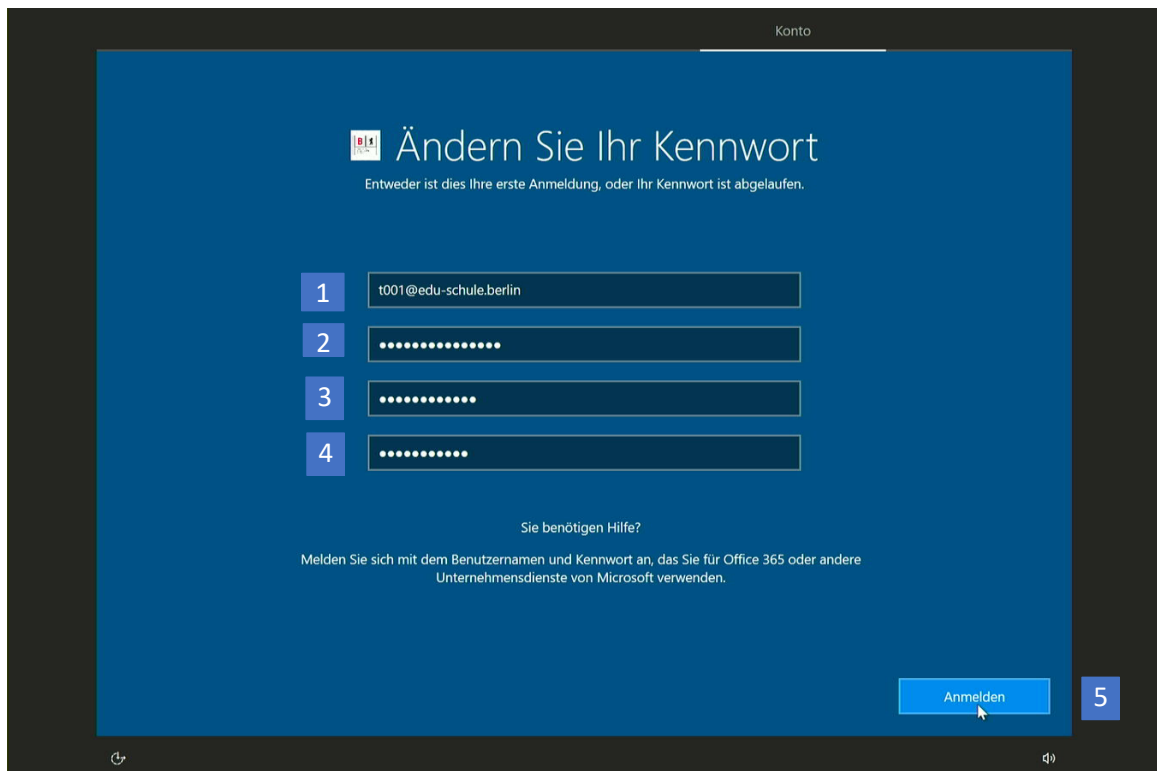 Konto
Ändern Sie Ihr Kennwort
Entweder ist dies Ihre erste Anmeldung, oder Ihr Kennwort ist abgelaufen.
1
t001@edu-schule.berlin
2
●●●●●●●●●●●●●●●
3
●●●●●●●●●●●●
4
●●●●●●●●●●●
Sie benötigen Hilfe?
Melden Sie sich mit dem Benutzernamen und Kennwort an, das Sie für Office 365 oder andere
Unternehmensdienste von Microsoft verwenden.
Anmelden
5